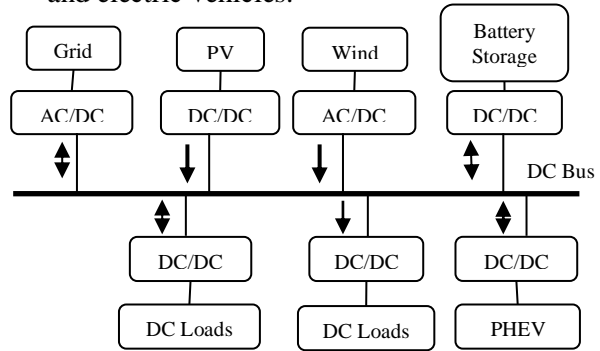 and electric vehicles.
Grid
PV
Wind
Battery
Storage
AC/DC
DC/DC
AC/DC
DC/DC
DC Bus
DC/DC
DC/DC
DC/DC
DC Loads
DC Loads
PHEV